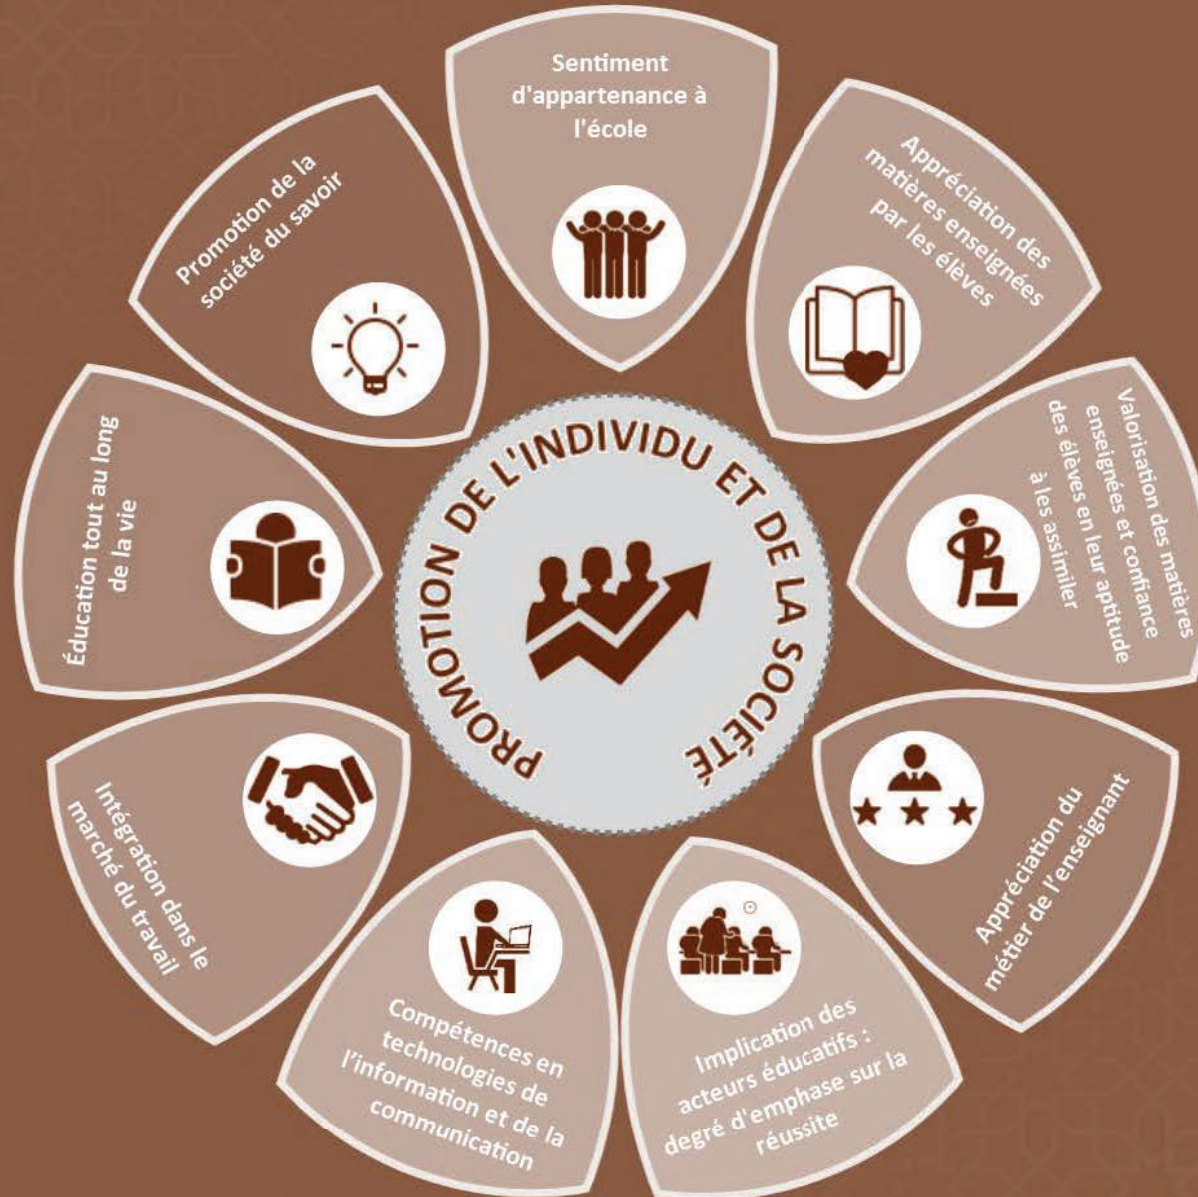 Sentiment
d'appartenance à
l'école
Appréciation des
matières enseignées
par les élèves
Valorisation des matières
enseignées et confiance
des élèves en leur aptitude
à les assimiler
Appréciation du
métier de l'enseignant
Implication des
acteurs éducatifs :
degré d'emphase sur la
réussite
Compétences en
technologies de
l'information et de la
communication
Intégration dans le
marché du travail
Éducation tout au long
de la vie
Promotion de la
société du savoir
PROMOTION DE L'INDIVIDU ET DE LA SOCIÉTÉ